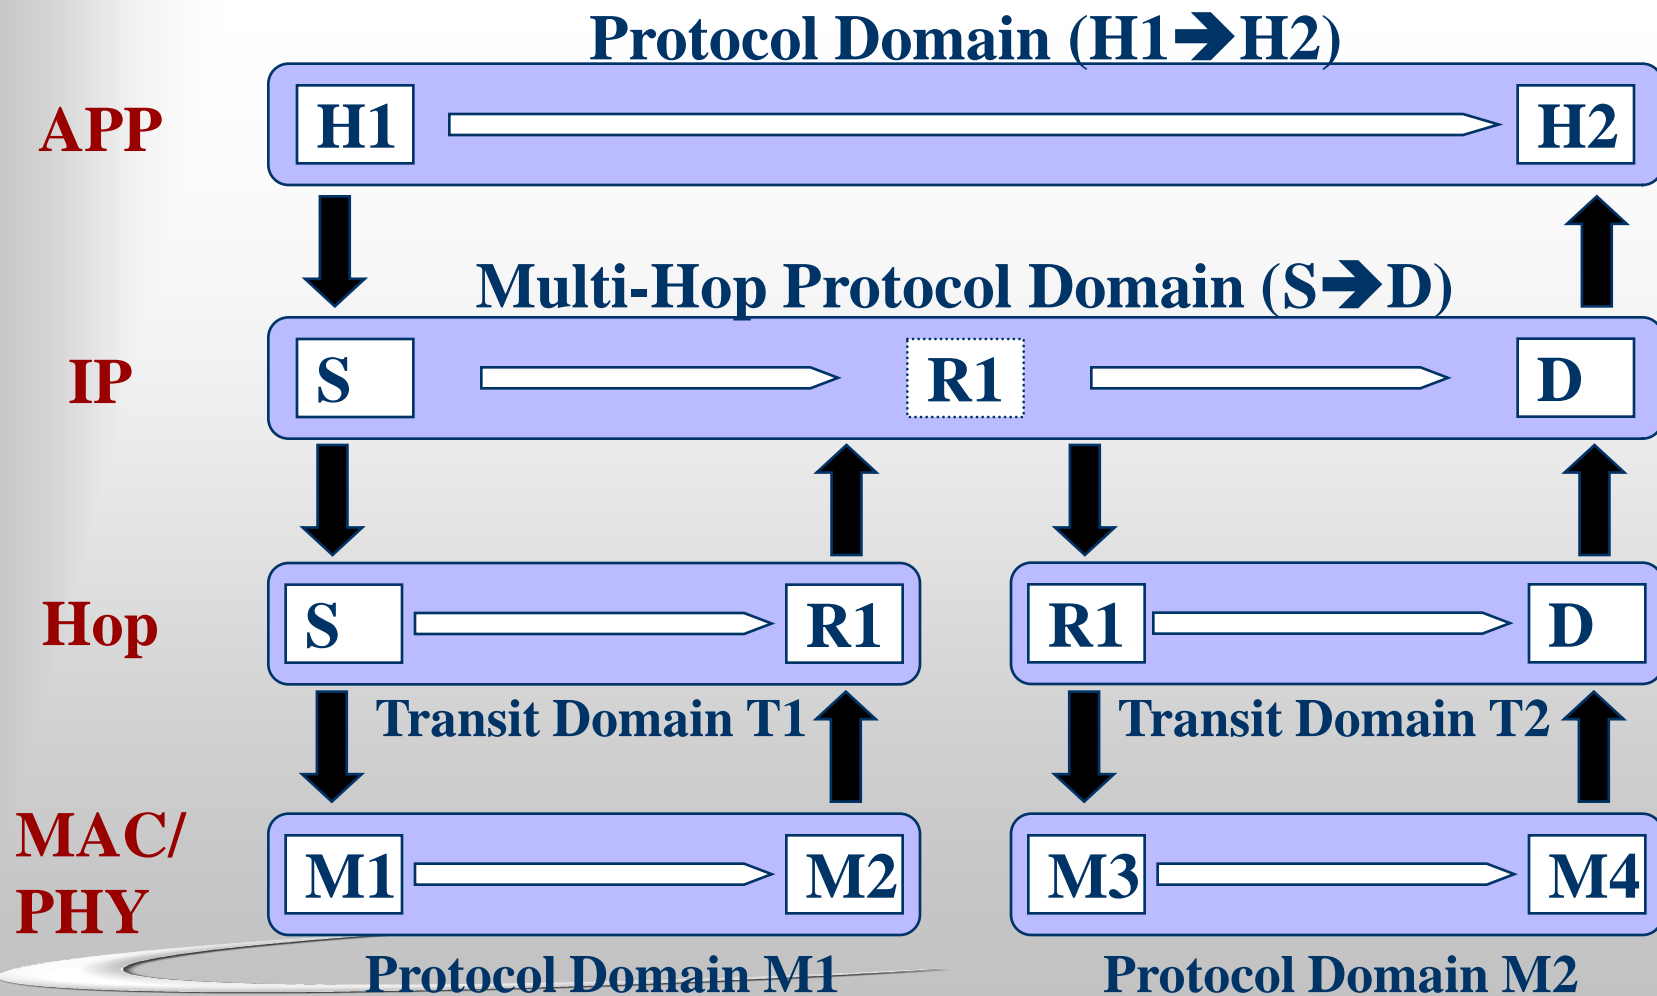 Protocol Domain (H1➔H2)
APP
H1
H2
Multi-Hop Protocol Domain (S➔D)
IP
S
R1
D
Hop
S
R1
R1
D
Transit Domain T1
Transit Domain T2
MAC/
PHY
M1
M2
M3
M4
Protocol Domain M1
Protocol Domain M2